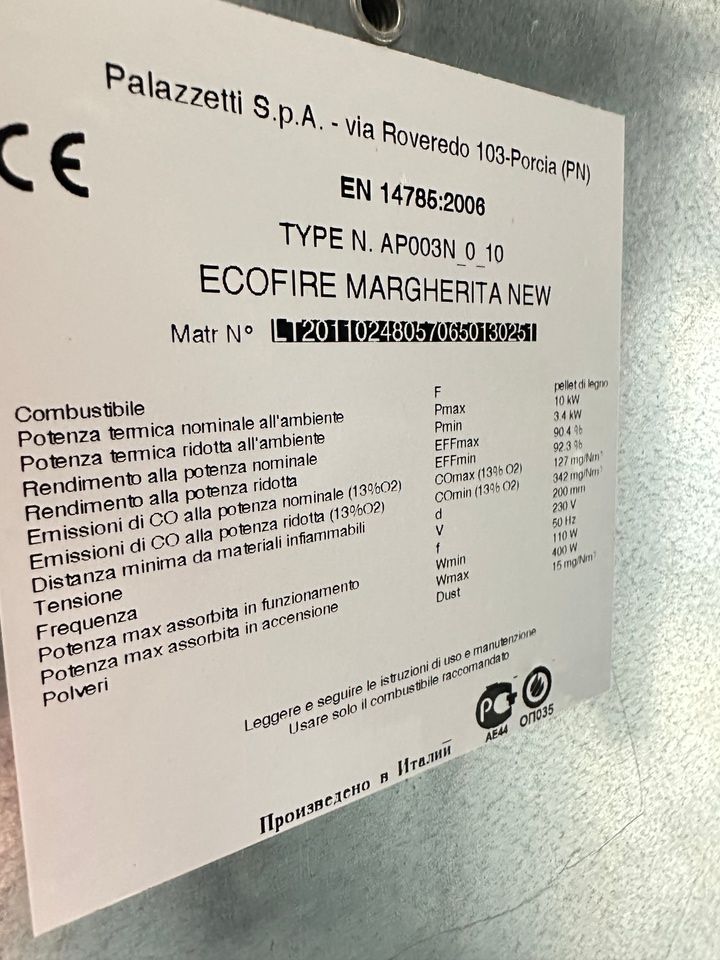 Palazzetti S.p.A. - via Roveredo 103-Porcia (PN)
CE
EN 14785:2006
TYPE N. AP003N_0_10
ECOFIRE MARGHERITA NEW
Matr N° LT201102480570650130251
Combustibile F pellet di legno
Potenza termica nominale all'ambiente Pmax 10 kW
Potenza termica ridotta all'ambiente Pmin 3.4 kW
Rendimento alla potenza nominale EFFmax 90.4 %
Rendimento alla potenza ridotta EFFmin 92.3 %
Emissioni di CO alla potenza nominale (13%O2) COmax (13% O2) 127 mg/Nm³
Emissioni di CO alla potenza ridotta (13%O2) COmin (13% O2) 342 mg/Nm³
Distanza minima da materiali infiammabili d 200 mm
Tensione V 230 V
Frequenza f 50 Hz
Potenza max assorbita in funzionamento Wmin 110 W
Potenza max assorbita in accensione Wmax 400 W
Polveri Dust 15 mg/Nm³
Leggere e seguire le istruzioni di uso e manutenzione
Usare solo il combustibile raccomandato
РС
AE44 ОП035
Произведено в Италии